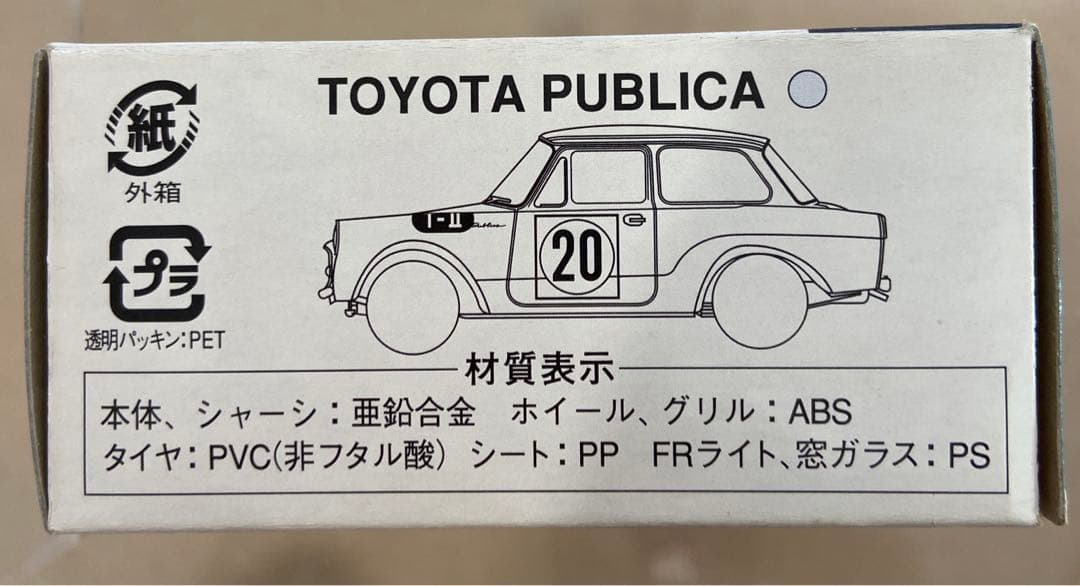 TOYOTA PUBLICA
紙
外箱
プラ
透明パッキン:PET
T-II Publica
20
材質表示
本体、シャーシ:亜鉛合金 ホイール、グリル:ABS
タイヤ:PVC(非フタル酸) シート:PP FRライト、窓ガラス:PS